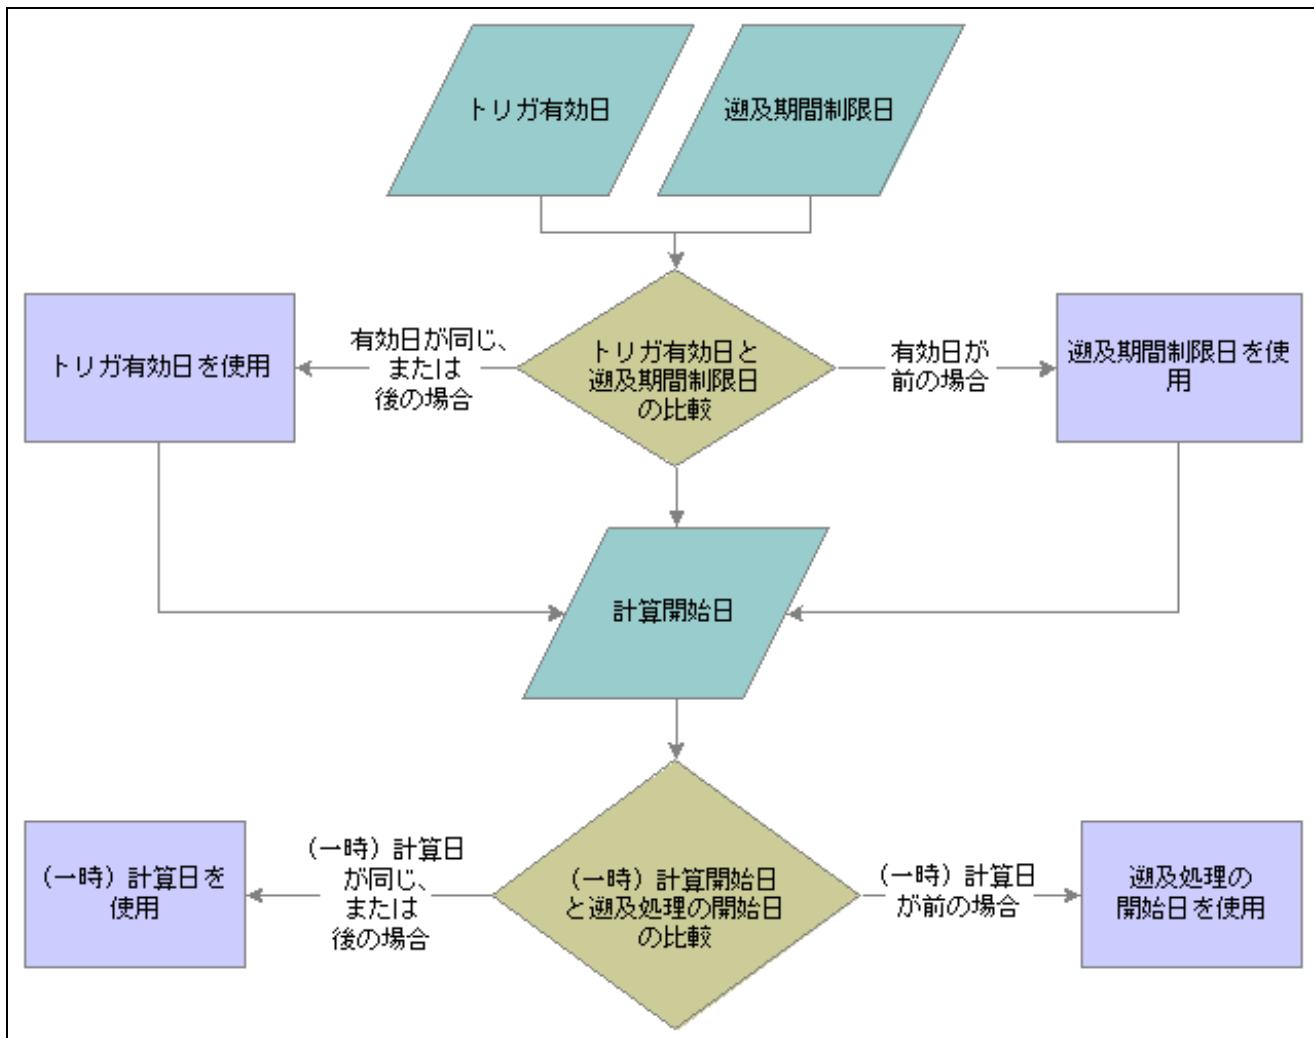 トリガ有効日
遡及期間制限日
有効日が同じ、
または
後の場合
トリガ有効日を使用
トリガ有効日と
遡及期間制限日
の比較
有効日が
前の場合
遡及期間制限日を使
用
計算開始日
(一時) 計算日を
使用
(一時) 計算日
が同じ、
または
後の場合
(一時) 計算開始日
と遡及処理の開始日
の比較
(一時) 計算日
が前の場合
遡及処理の
開始日を使用